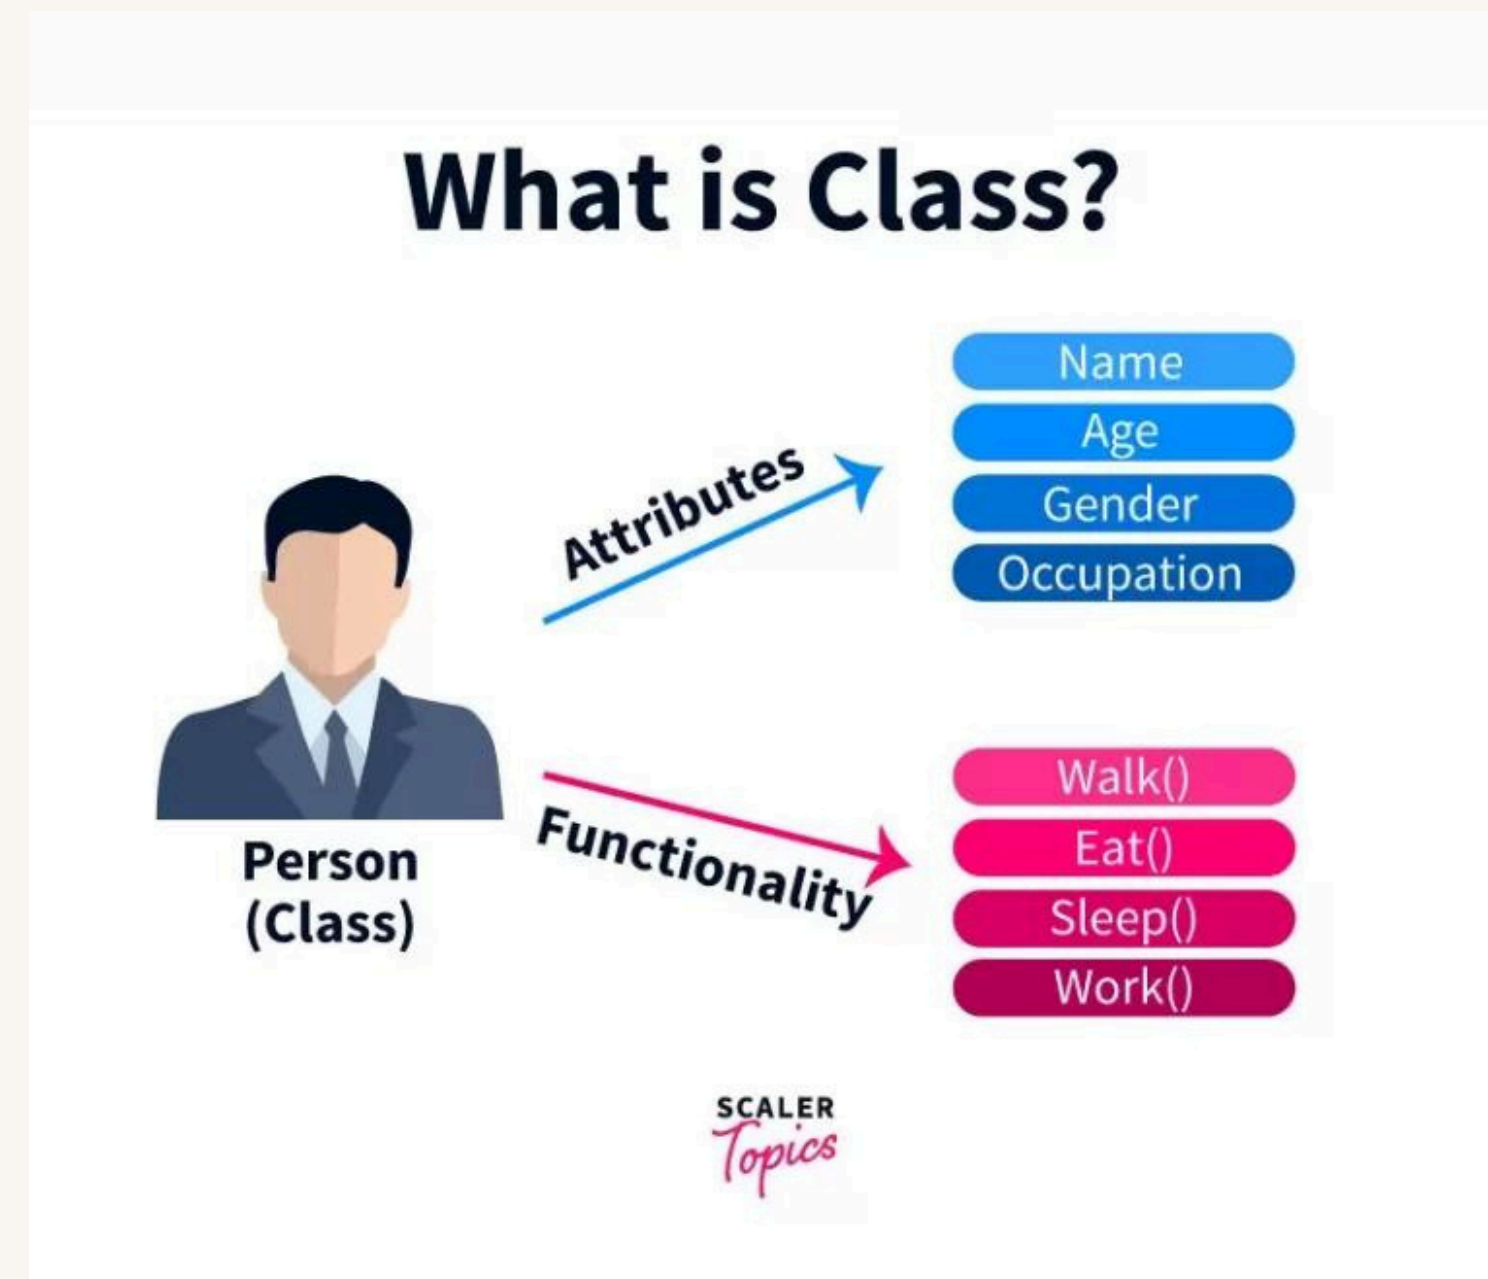 What is Class?
Attributes
Name
Age
Gender
Occupation
Person
(Class)
Functionality
Walk()
Eat()
Sleep()
Work()
SCALER
Topics